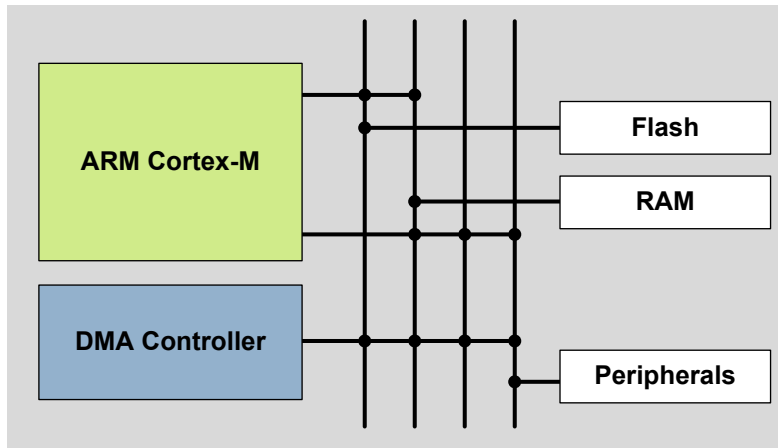 ARM Cortex-M
Flash
RAM
DMA Controller
Peripherals